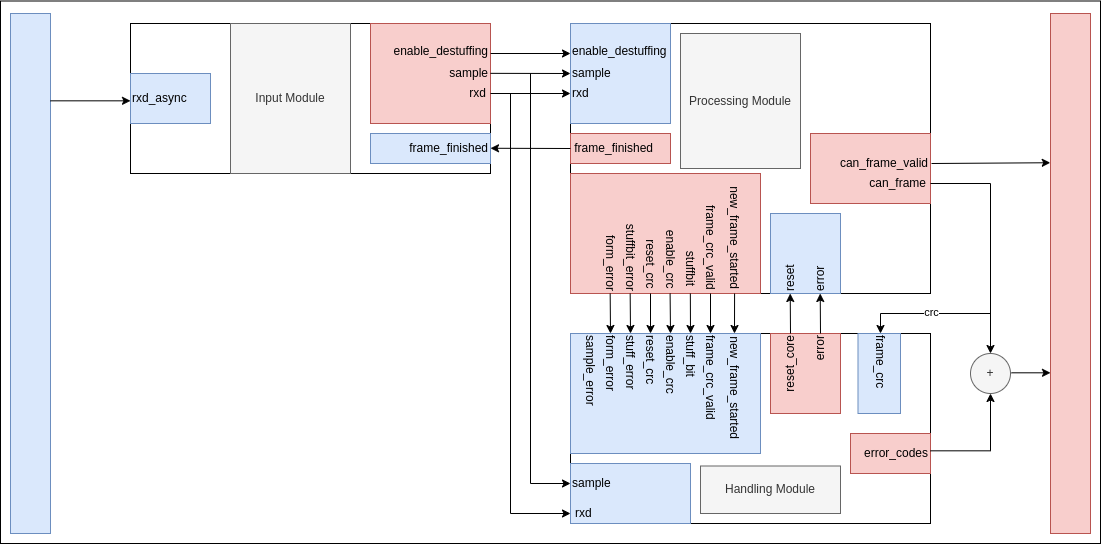 rxd_async
Input Module
enable_destuffing
sample
rxd
frame_finished
enable_destuffing
sample
rxd
frame_finished
Processing Module
can_frame_valid
can_frame
form_error
stuffbit_error
reset_crc
enable_crc
stuffbit
frame_crc_valid
new_frame_started
reset
error
crc
sample_error
form_error
stuff_error
reset_crc
enable_crc
stuff_bit
frame_crc_valid
new_frame_started
reset_core
error
frame_crc
+
error_codes
sample
rxd
Handling Module